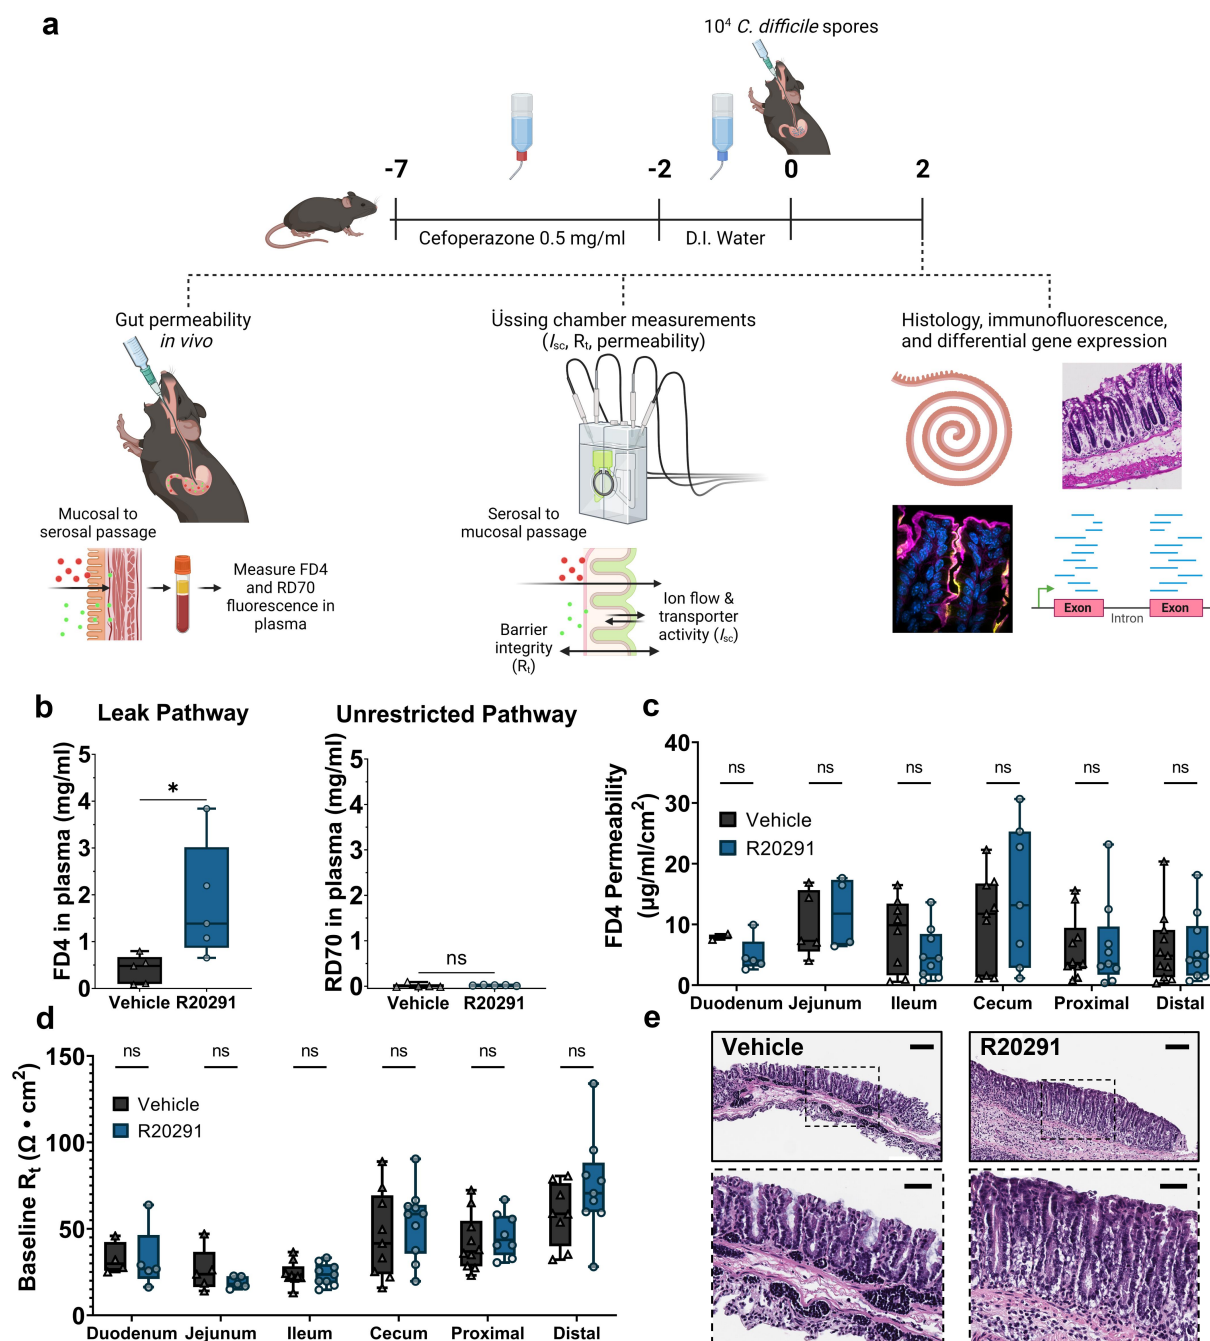 a
10⁴ C. difficile spores
-7
-2
0
2
Cefoperazone 0.5 mg/ml
D.I. Water
Gut permeability
in vivo
Üssing chamber measurements
(Isc, Rt, permeability)
Histology, immunofluorescence,
and differential gene expression
Mucosal to
serosal passage
Measure FD4
and RD70
fluorescence in
plasma
Serosal to
mucosal passage
Ion flow &
transporter
activity (Isc)
Barrier
integrity
(Rt)
Exon
Intron
Exon
b
Leak Pathway
FD4 in plasma (mg/ml)
5
4
3
2
1
0
*
Vehicle R20291
Unrestricted Pathway
RD70 in plasma (mg/ml)
5
4
3
2
1
0
ns
Vehicle R20291
c
FD4 Permeability
(µg/ml/cm²)
40
30
20
10
0
ns ns ns ns ns ns
Vehicle
R20291
Duodenum Jejunum Ileum Cecum Proximal Distal
d
Baseline Rt (Ω • cm²)
150
100
50
0
ns ns ns ns ns ns
Vehicle
R20291
Duodenum Jejunum Ileum Cecum Proximal Distal
e
Vehicle
R20291